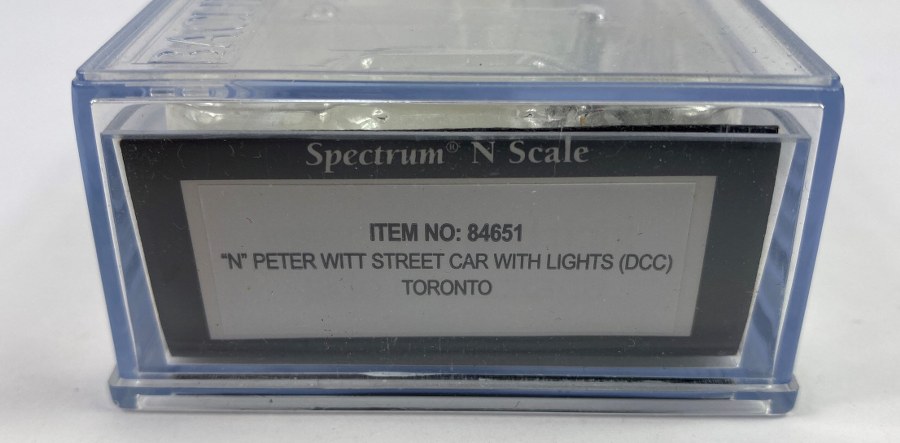 Spectrum® N Scale
ITEM NO: 84651
“N” PETER WITT STREET CAR WITH LIGHTS (DCC)
TORONTO